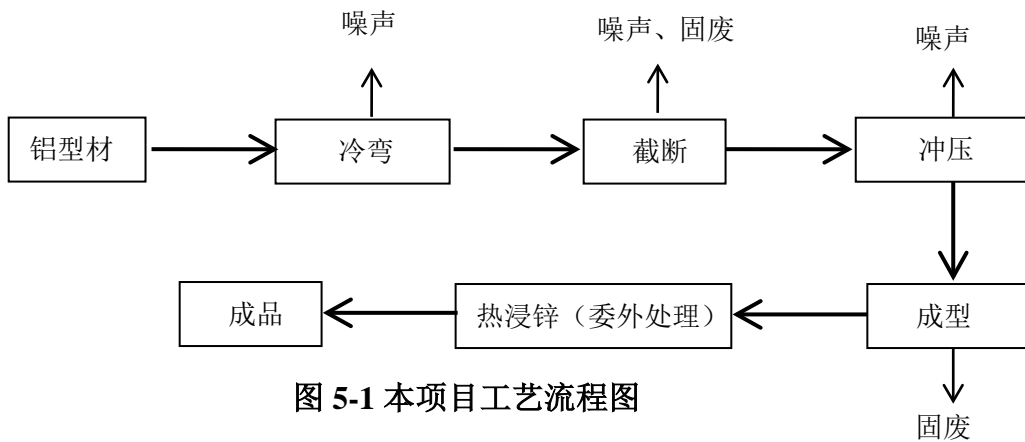 噪声
噪声、固废
噪声
铝型材
冷弯
截断
冲压
成品
热浸锌（委外处理）
成型
图 5-1 本项目工艺流程图
固废